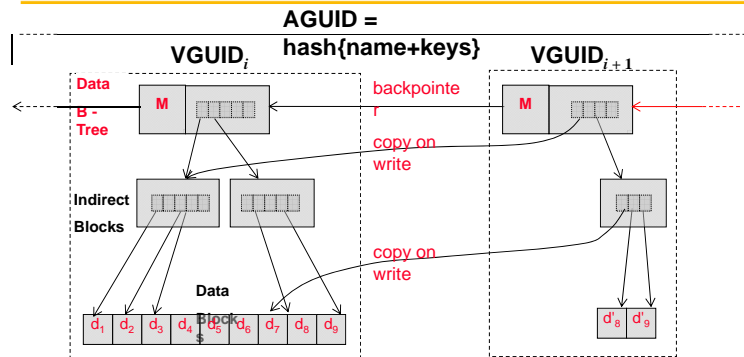 AGUID =
hash{name+keys}
VGUIDi
VGUIDi + 1
Data
B -
Tree
M
backpointe
r
M
copy on
write
Indirect
Blocks
copy on
write
Data
Block
s
d1 d2 d3 d4 d5 d6 d7 d8 d9
d'8 d'9